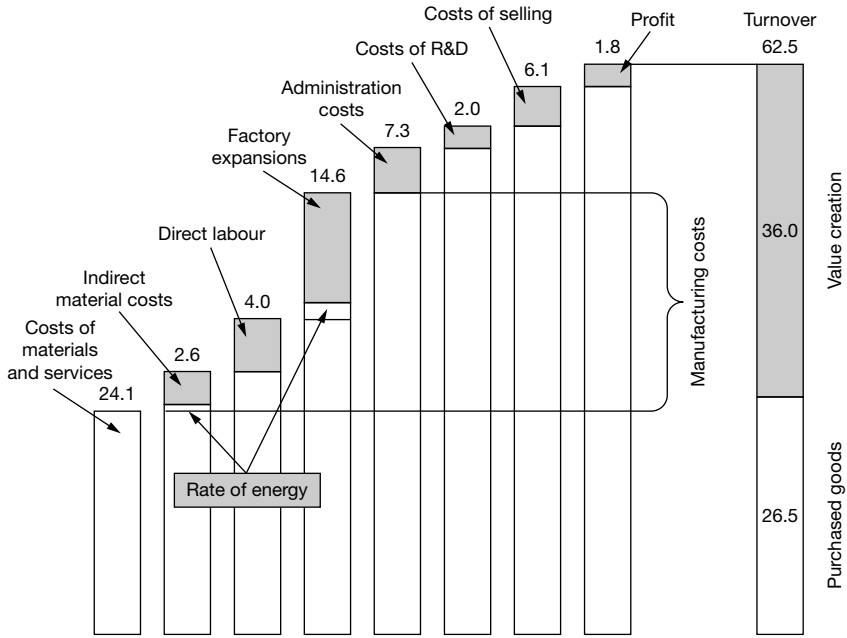 Costs of selling
Profit
Turnover
62.5
1.8
Costs of R&D
6.1
Administration
costs
2.0
Factory
expansions
7.3
14.6
Direct labour
Indirect
material costs
4.0
Costs of
materials
and services
2.6
24.1
Rate of energy
Manufacturing costs
36.0
Value creation
26.5
Purchased goods